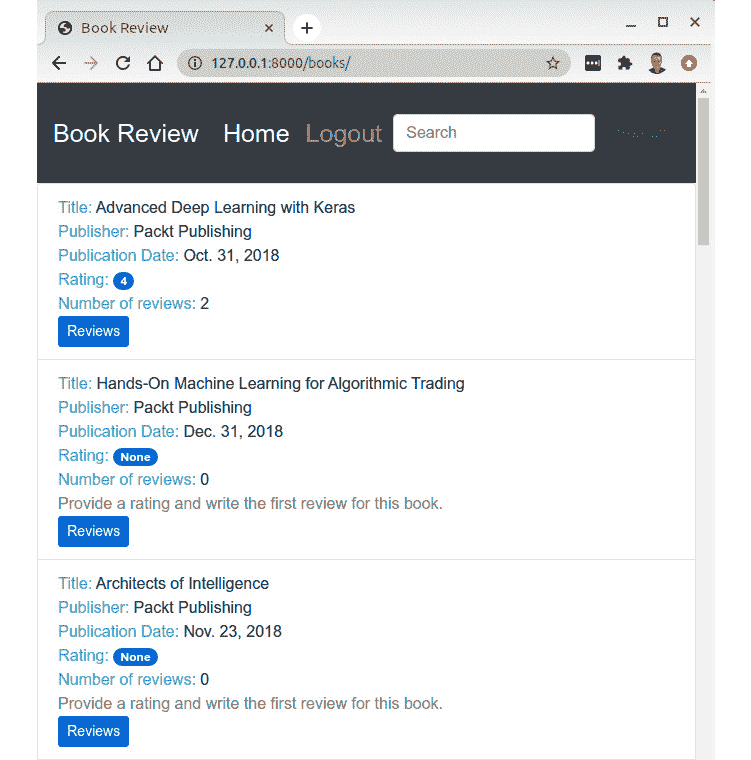 Book Review
127.0.0.1:8000/books/
Book Review Home Logout Search
Title: Advanced Deep Learning with Keras
Publisher: Packt Publishing
Publication Date: Oct. 31, 2018
Rating: 4
Number of reviews: 2
Reviews
Title: Hands-On Machine Learning for Algorithmic Trading
Publisher: Packt Publishing
Publication Date: Dec. 31, 2018
Rating: None
Number of reviews: 0
Provide a rating and write the first review for this book.
Reviews
Title: Architects of Intelligence
Publisher: Packt Publishing
Publication Date: Nov. 23, 2018
Rating: None
Number of reviews: 0
Provide a rating and write the first review for this book.
Reviews